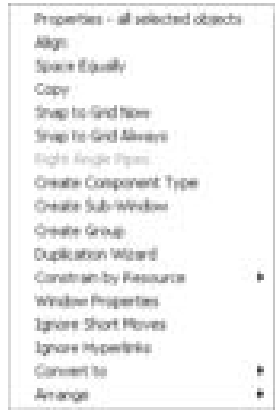 Properties - all selected objects
Align
Space Equally
Copy
Snap to Grid Now
Snap to Grid Always
Right Angle Pipes
Create Component Type
Create Sub-Window
Create Group
Duplication Wizard
Constrain by Resource
Window Properties
Ignore Short Moves
Ignore Hyperlinks
Convert to
Arrange